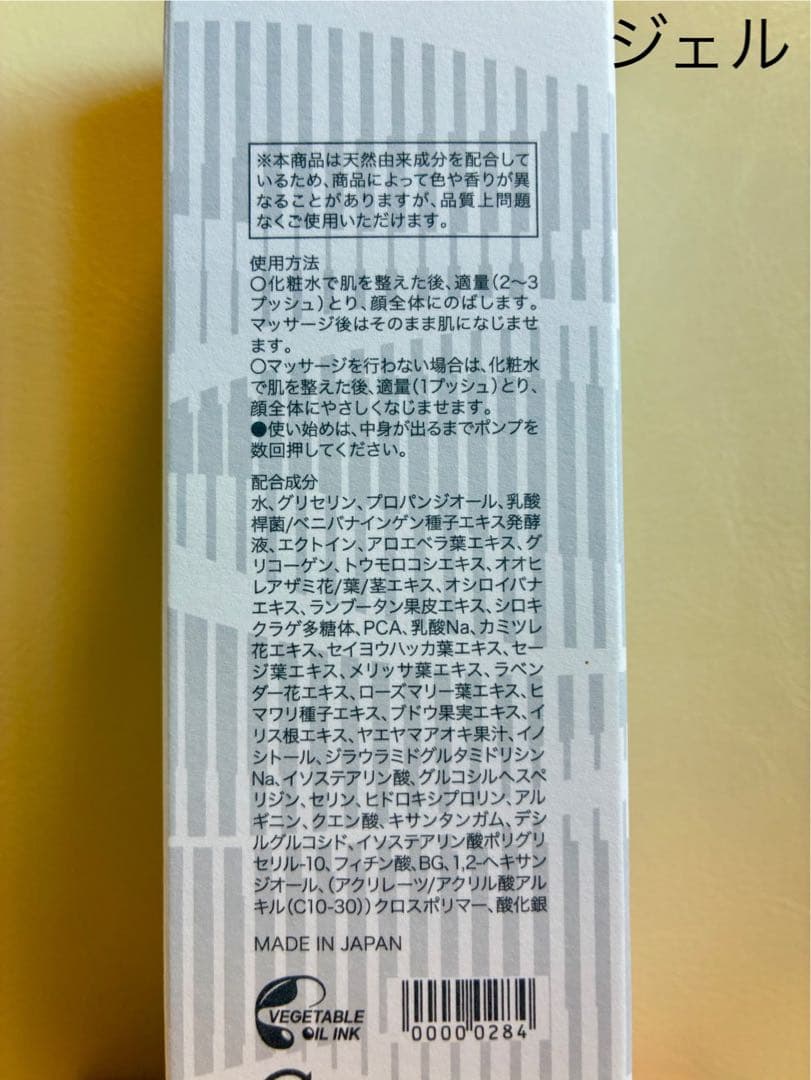 ジェル
※本商品は天然由来成分を配合して
いるため、商品によって色や香りが異
なることがありますが、品質上問題
なくご使用いただけます。
使用方法
○化粧水で肌を整えた後、適量(2〜3
プッシュ)とり、顔全体にのばします。
マッサージ後はそのまま肌になじませ
ます。
○マッサージを行わない場合は、化粧水
で肌を整えた後、適量(1プッシュ)とり、
顔全体にやさしくなじませます。
●使い始めは、中身が出るまでポンプを
数回押してください。
配合成分
水、グリセリン、プロパンジオール、乳酸
桿菌/ベニバナインゲン種子エキス発酵
液、エクトイン、アロエベラ葉エキス、グ
リコーゲン、トウモロコシエキス、オオヒ
レアザミ花/葉/茎エキス、オシロイバナ
エキス、ランブータン果皮エキス、シロキ
クラゲ多糖体、PCA、乳酸Na、カミツレ
花エキス、セイヨウハッカ葉エキス、セー
ジ葉エキス、メリッサ葉エキス、ラベン
ダー花エキス、ローズマリー葉エキス、ヒ
マワリ種子エキス、ブドウ果実エキス、イ
リス根エキス、ヤエヤマアオキ果汁、イノ
シトール、ジラウラミドグルタミドリシン
Na、イソステアリン酸、グルコシルヘスペ
リジン、セリン、ヒドロキシプロリン、アル
ギニン、クエン酸、キサンタンガム、デシ
ルグルコシド、イソステアリン酸ポリグリ
セリル-10、フィチン酸、BG、1,2-ヘキサン
ジオール、(アクリレーツ/アクリル酸アル
キル(C10-30))クロスポリマー、酸化銀
MADE IN JAPAN
VEGETABLE
OIL INK
00000284